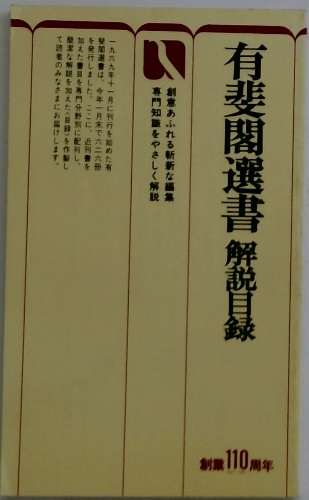 有斐閣選書 解説目録
創意あふれる斬新な編集
専門知識をやさしく解説
一九六九年十一月に刊行を始めた有
斐閣選書は、今年一月末で六二六冊
を発行しました。ここに、近刊書を
加えた書目を専門分野別に配列し、
簡潔な解説を加えた〈目録〉を作製し
て読者のみなさまにお届けします。
創業110周年